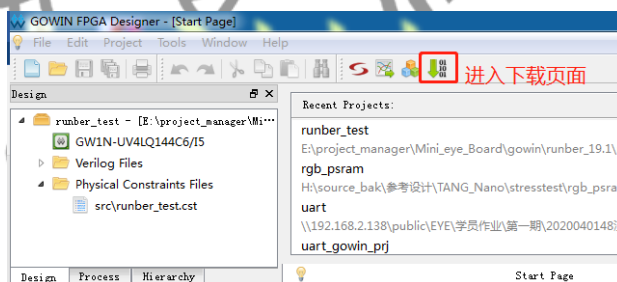 GOWIN FPGA Designer - [Start Page]
File Edit Project Tools Window Help
进入下载页面
Design
Recent Projects:
runber_test - [E:\project_manager\Mi...
GW1N-UV4LQ144C6/I5
Verilog Files
Physical Constraints Files
src\runber_test.cst
runber_test
E:\project_manager\Mini_eye_Board\gowin\runber_19.1\
rgb_psram
H:\source_bak\参考设计\TANG_Nano\stresstest\rgb_psra
uart
\\192.168.2.138\public\EYE\学员作业\第一期\2020040148
uart_gowin_prj
Design Process Hierarchy
Start Page